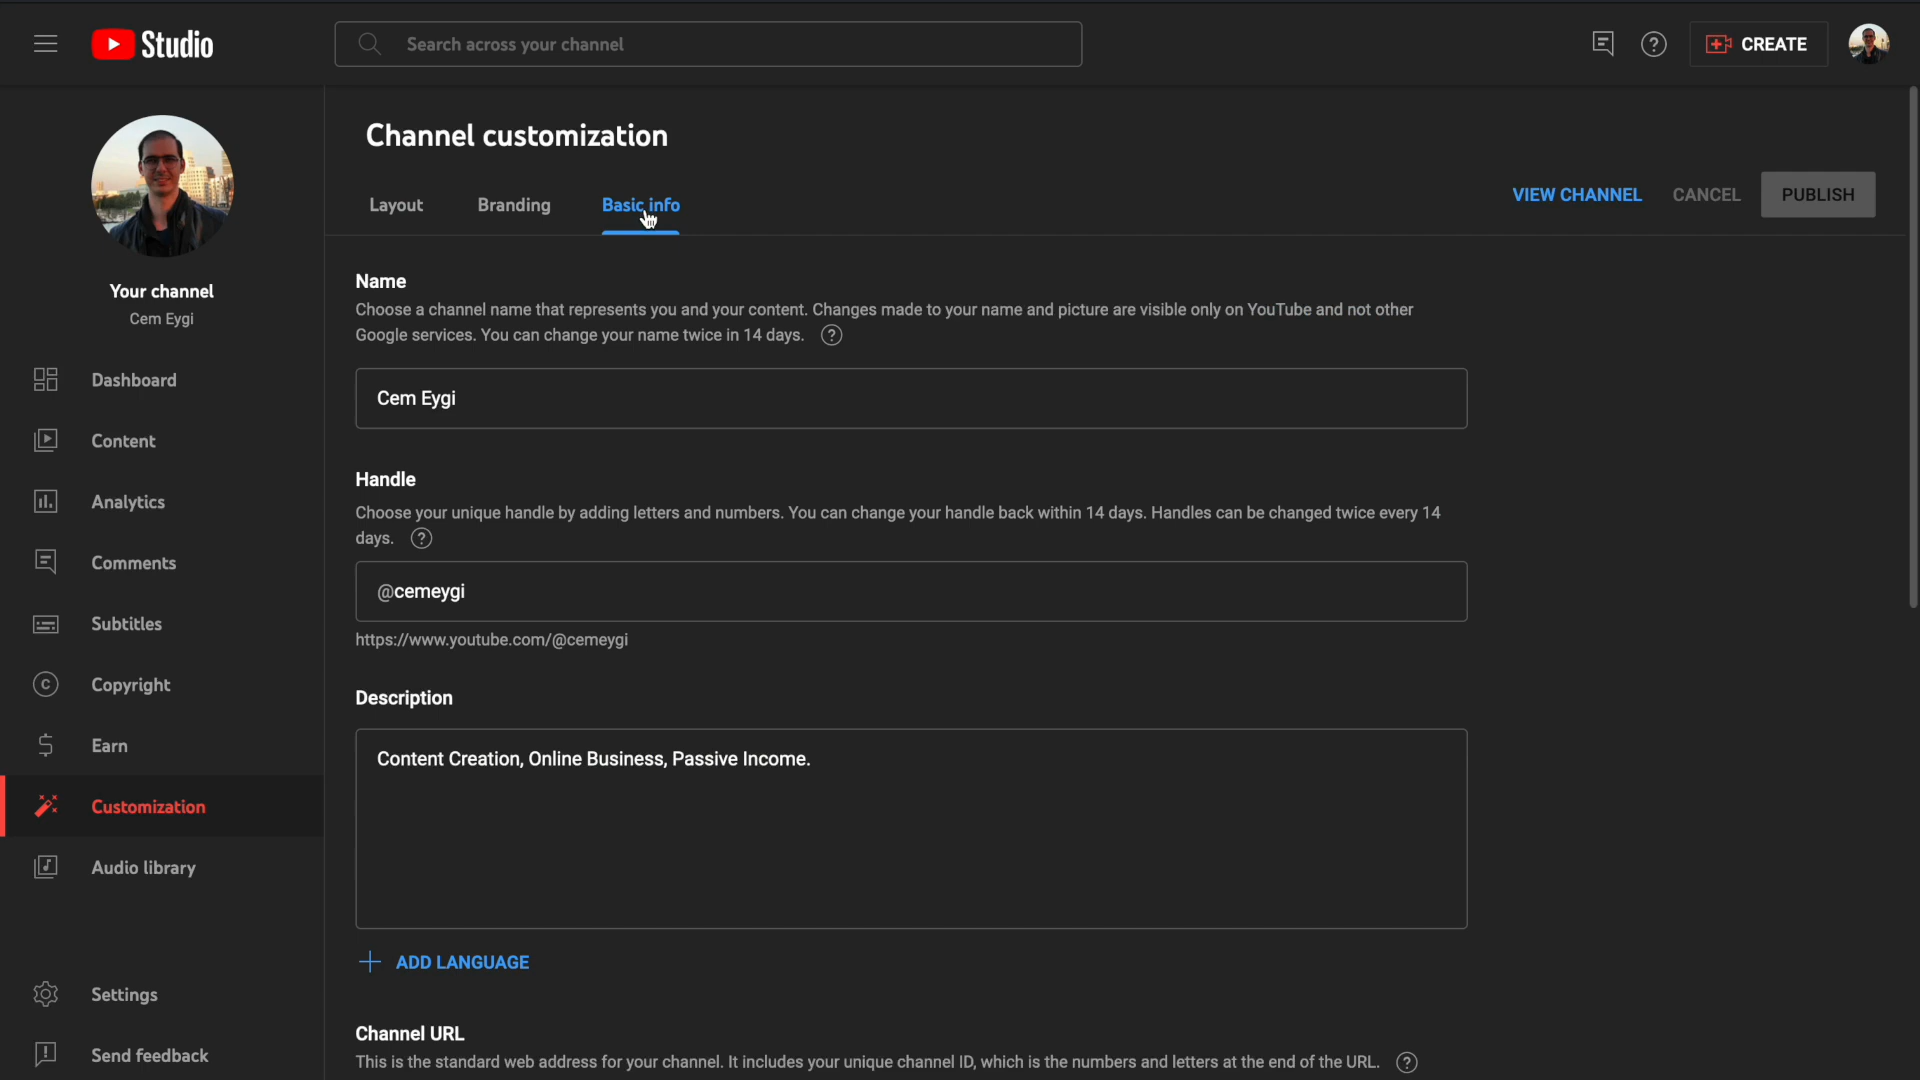 Studio
Search across your channel
CREATE
Your channel
Cem Eygi
Dashboard
Content
Analytics
Comments
Subtitles
Copyright
Earn
Customization
Audio library
Settings
Send feedback
Channel customization
Layout
Branding
Basic info
VIEW CHANNEL
CANCEL
PUBLISH
Name
Choose a channel name that represents you and your content. Changes made to your name and picture are visible only on YouTube and not other
Google services. You can change your name twice in 14 days.
Cem Eygi
Handle
Choose your unique handle by adding letters and numbers. You can change your handle back within 14 days. Handles can be changed twice every 14
days.
@cemeygi
https://www.youtube.com/@cemeygi
Description
Content Creation, Online Business, Passive Income.
ADD LANGUAGE
Channel URL
This is the standard web address for your channel. It includes your unique channel ID, which is the numbers and letters at the end of the URL.